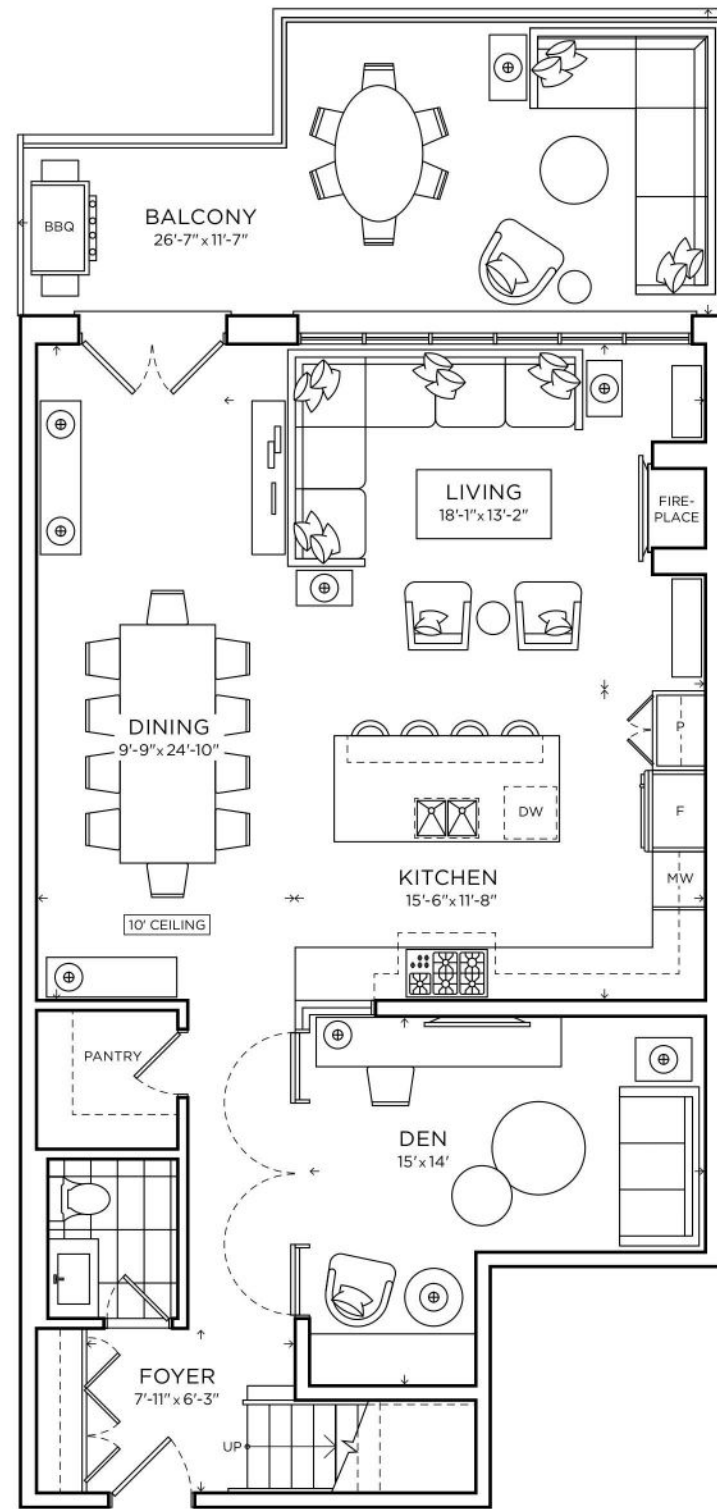 BBQ
BALCONY
26'-7" x 11'-7"
LIVING
18'-1" x 13'-2"
FIRE-
PLACE
DINING
9'-9" x 24'-10"
P
F
DW
MW
KITCHEN
15'-6" x 11'-8"
10' CEILING
PANTRY
DEN
15' x 14'
FOYER
7'-11" x 6'-3"
UP